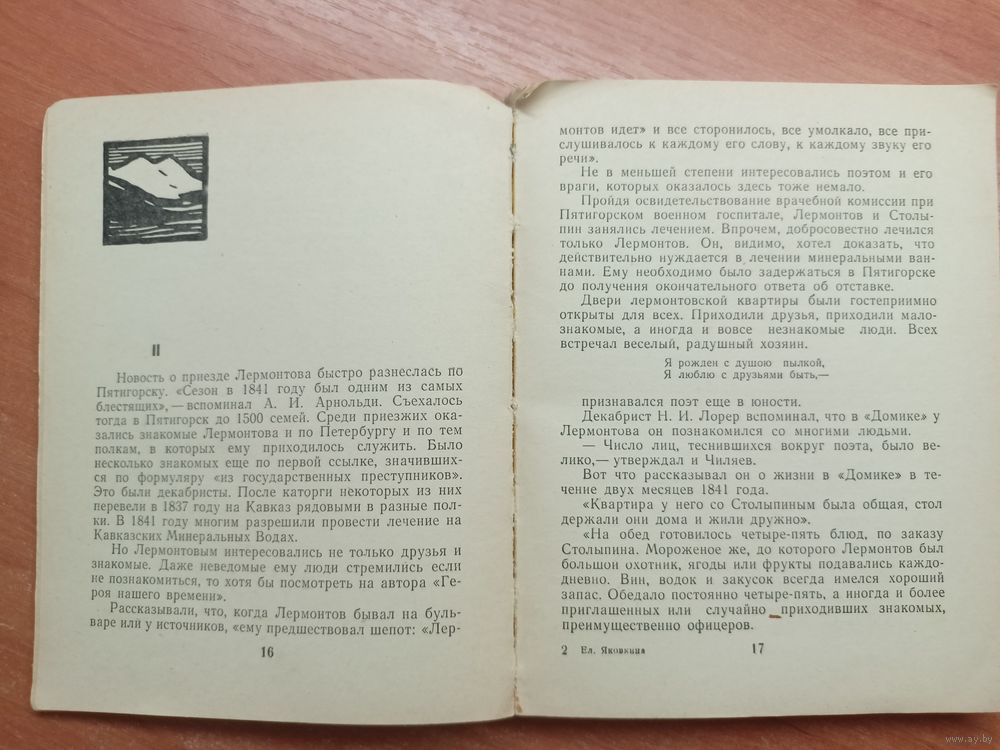 II
Новость о приезде Лермонтова быстро разнеслась по
Пятигорску. «Сезон в 1841 году был одним из самых
блестящих», — вспоминал А. И. Арнольди. Съехалось
тогда в Пятигорск до 1500 семей. Среди приезжих ока-
зались знакомые Лермонтова и по Петербургу и по тем
полкам, в которых ему приходилось служить. Было
несколько знакомых еще по первой ссылке, значивших-
ся по формуляру «из государственных преступников».
Это были декабристы. После каторги некоторых из них
перевели в 1837 году на Кавказ рядовыми в разные пол-
ки. В 1841 году многим разрешили провести лечение на
Кавказских Минеральных Водах.
Но Лермонтовым интересовались не только друзья и
знакомые. Даже неведомые ему люди стремились если
не познакомиться, то хотя бы посмотреть на автора «Ге-
роя нашего времени».
Рассказывали, что, когда Лермонтов бывал на буль-
варе или у источников, «ему предшествовал шепот: «Лер-
16
монтов идет» и все сторонилось, все умолкало, все при-
слушивалось к каждому его слову, к каждому звуку его
речи».
Не в меньшей степени интересовались поэтом и его
враги, которых оказалось здесь тоже немало.
Пройдя освидетельствование врачебной комиссии при
Пятигорском военном госпитале, Лермонтов и Столы-
пин занялись лечением. Впрочем, добросовестно лечился
только Лермонтов. Он, видимо, хотел доказать, что
действительно нуждается в лечении минеральными ван-
нами. Ему необходимо было задержаться в Пятигорске
до получения окончательного ответа об отставке.
Двери лермонтовской квартиры были гостеприимно
открыты для всех. Приходили друзья, приходили мало-
знакомые, а иногда и вовсе незнакомые люди. Всех
встречал веселый, радушный хозяин.
Я рожден с душою пылкой,
Я люблю с друзьями быть,—
признавался поэт еще в юности.
Декабрист Н. И. Лорер вспоминал, что в «Домике» у
Лермонтова он познакомился со многими людьми.
— Число лиц, теснившихся вокруг поэта, было ве-
лико,— утверждал и Чиляев.
Вот что рассказывал он о жизни в «Домике» в те-
чение двух месяцев 1841 года.
«Квартира у него со Столыпиным была общая, стол
держали они дома и жили дружно».
«На обед готовилось четыре-пять блюд, по заказу
Столыпина. Мороженое же, до которого Лермонтов был
большой охотник, ягоды или фрукты подавались каждо-
дневно. Вин, водок и закусок всегда имелся хороший
запас. Обедало постоянно четыре-пять, а иногда и более
приглашенных или случайно приходивших знакомых,
преимущественно офицеров.
2 Ел. Яковкина 17
www.ay.by